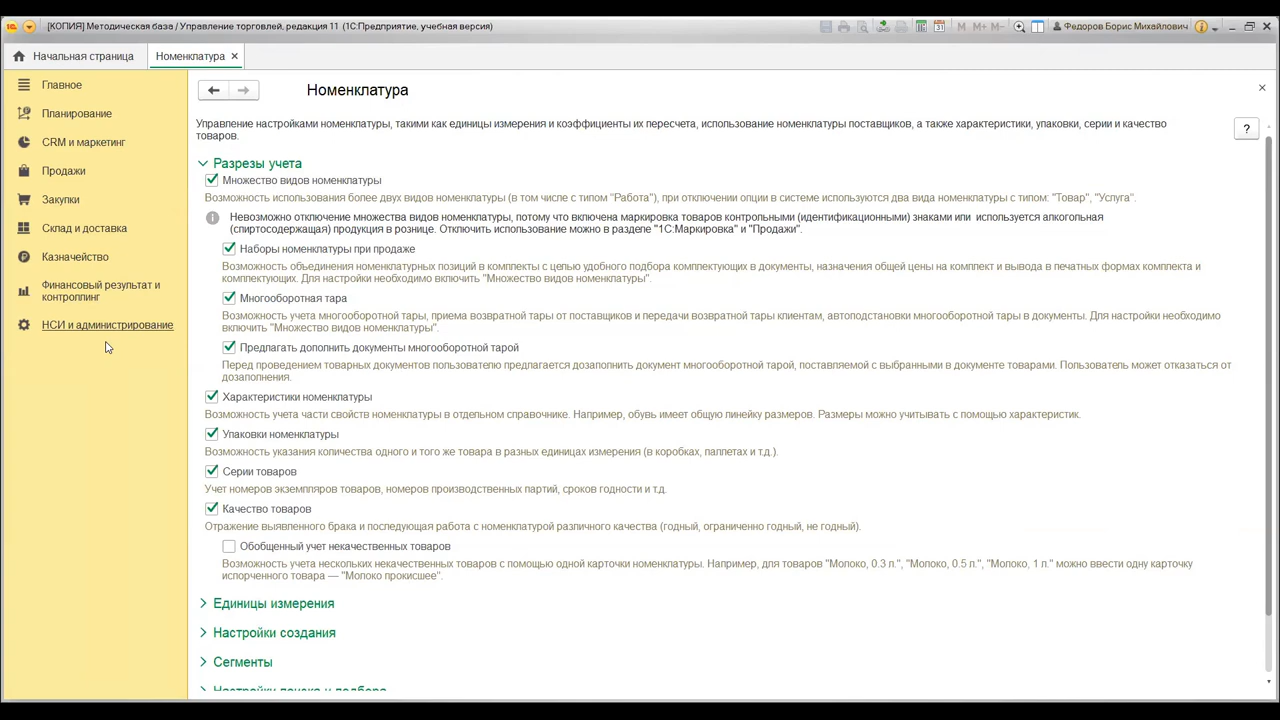 [КОПИЯ] Методическая база / Управление торговлей, редакция 11 (1С:Предприятие, учебная версия)
M M+ M- 31 Федоров Борис Михайлович
Начальная страница
Номенклатура
Главное
Планирование
CRM и маркетинг
Продажи
Закупки
Склад и доставка
Казначейство
Финансовый результат и
контроллинг
НСИ и администрирование
Номенклатура
Управление настройками номенклатуры, такими как единицы измерения и коэффициенты их пересчета, использование номенклатуры поставщиков, а также характеристики, упаковки, серии и качество
товаров.
?
Разрезы учета
Множество видов номенклатуры
Возможность использования более двух видов номенклатуры (в том числе с типом "Работа"), при отключении опции в системе используются два вида номенклатуры с типом: "Товар", "Услуга".
Невозможно отключение множества видов номенклатуры, потому что включена маркировка товаров контрольными (идентификационными) знаками или используется алкогольная
(спиртосодержащая) продукция в рознице. Отключить использование можно в разделе "1С:Маркировка" и "Продажи".
Наборы номенклатуры при продаже
Возможность объединения номенклатурных позиций в комплекты с целью удобного подбора комплектующих в документы, назначения общей цены на комплект и вывода в печатных формах комплекта и
комплектующих. Для настройки необходимо включить "Множество видов номенклатуры".
Многооборотная тара
Возможность учета многооборотной тары, приема возвратной тары от поставщиков и передачи возвратной тары клиентам, автоподстановки многооборотной тары в документы. Для настройки необходимо
включить "Множество видов номенклатуры".
Предлагать дополнить документы многооборотной тарой
Перед проведением товарных документов пользователю предлагается дозаполнить документ многооборотной тарой, поставляемой с выбранными в документе товарами. Пользователь может отказаться от
дозаполнения.
Характеристики номенклатуры
Возможность учета части свойств номенклатуры в отдельном справочнике. Например, обувь имеет общую линейку размеров. Размеры можно учитывать с помощью характеристик.
Упаковки номенклатуры
Возможность указания количества одного и того же товара в разных единицах измерения (в коробках, паллетах и т.д.).
Серии товаров
Учет номеров экземпляров товаров, номеров производственных партий, сроков годности и т.д.
Качество товаров
Отражение выявленного брака и последующая работа с номенклатурой различного качества (годный, ограниченно годный, не годный).
Обобщенный учет некачественных товаров
Возможность учета нескольких некачественных товаров с помощью одной карточки номенклатуры. Например, для товаров "Молоко, 0.3 л.", "Молоко, 0.5 л.", "Молоко, 1 л." можно ввести одну карточку
испорченного товара — "Молоко прокисшее".
Единицы измерения
Настройки создания
Сегменты
Настройки поиска и подбора